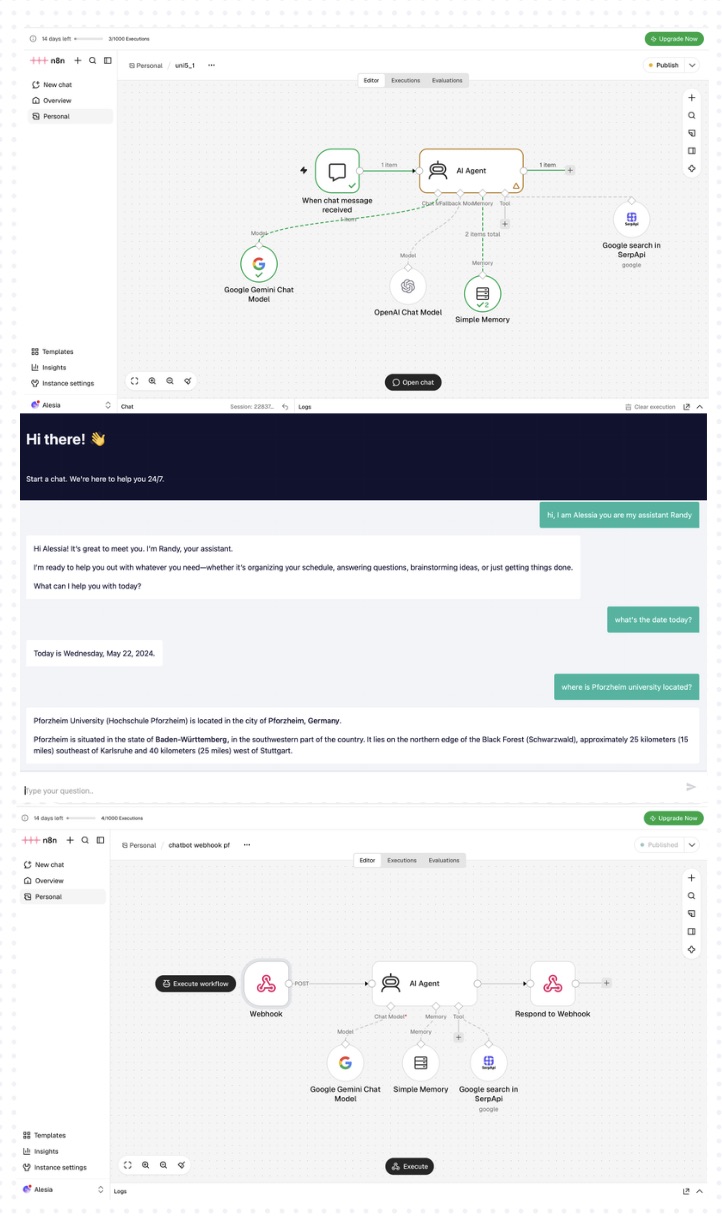 14 days left
3/1000 Executions
Upgrade Now
n8n
Personal / uni5_1 •••
Publish
Editor
Executions
Evaluations
New chat
Overview
Personal
1 item
AI Agent
1 item
When chat message
received
1 item
Memory
Tool
Model
2 items total
Google search in
SerpApi
google
SerpApi
Model
Memory
Google Gemini Chat
Model
OpenAI Chat Model
2
Simple Memory
Templates
Insights
Instance settings
Open chat
Alesia
Chat
Session: 22837...
Logs
Clear execution
Hi there! 👋
Start a chat. We're here to help you 24/7.
hi, I am Alessia you are my assistant Randy
Hi Alessia! It's great to meet you. I'm Randy, your assistant.
I'm ready to help you out with whatever you need—whether it's organizing your schedule, answering questions, brainstorming ideas, or just getting things done.
What can I help you with today?
what's the date today?
Today is Wednesday, May 22, 2024.
where is Pforzheim university located?
Pforzheim University (Hochschule Pforzheim) is located in the city of Pforzheim, Germany.
Pforzheim is situated in the state of Baden-Württemberg, in the southwestern part of the country. It lies on the northern edge of the Black Forest (Schwarzwald), approximately 25 kilometers (15
miles) southeast of Karlsruhe and 40 kilometers (25 miles) west of Stuttgart.
Type your question..
14 days left
4/1000 Executions
Upgrade Now
n8n
Personal / chatbot webhook pf •••
Published
Editor
Executions
Evaluations
New chat
Overview
Personal
Execute workflow
POST
AI Agent
Webhook
Respond to Webhook
Chat Model*
Memory
Tool
Model
Memory
SerpApi
Google Gemini Chat
Model
Simple Memory
Google search in
SerpApi
google
Templates
Insights
Instance settings
Execute
Alesia
Logs